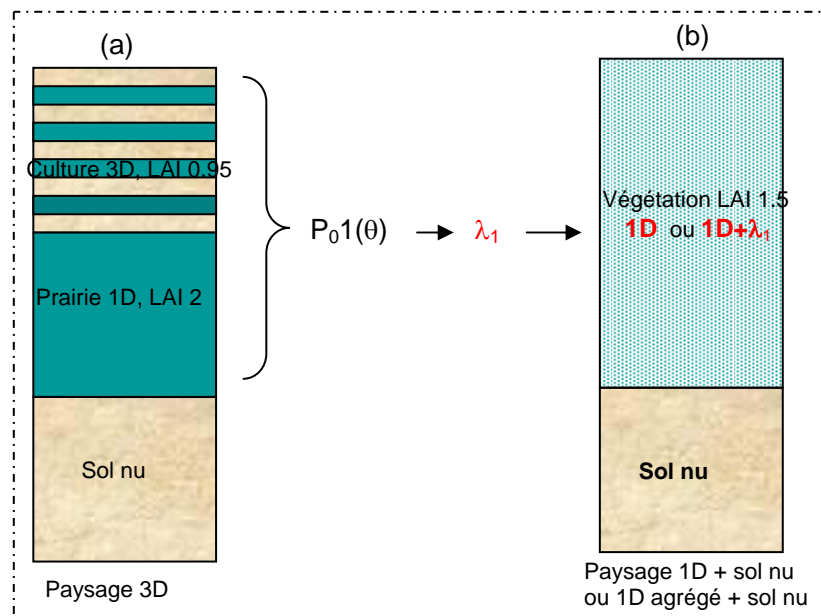 (a)
(b)
Culture 3D, LAI 0.95
Végétation LAI 1.5
P₀1(θ)
λ₁
1D ou 1D+λ₁
Prairie 1D, LAI 2
Sol nu
Sol nu
Paysage 3D
Paysage 1D + sol nu
ou 1D agrégé + sol nu